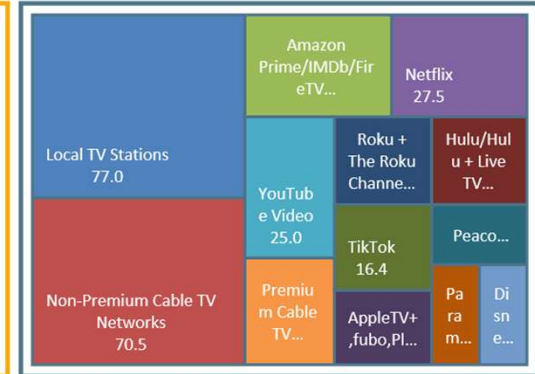 Local TV Stations
77.0
Non-Premium Cable TV
Networks
70.5
Amazon
Prime/IMDb/Fir
eTV...
Netflix
27.5
YouTub
e Video
25.0
Premiu
m Cable
TV...
Roku +
The Roku
Channe...
Hulu/Hul
u + Live
TV...
TikTok
16.4
Peaco...
AppleTV+
,fubo,Pl...
Pa
ra
m...
Di
sn
e...